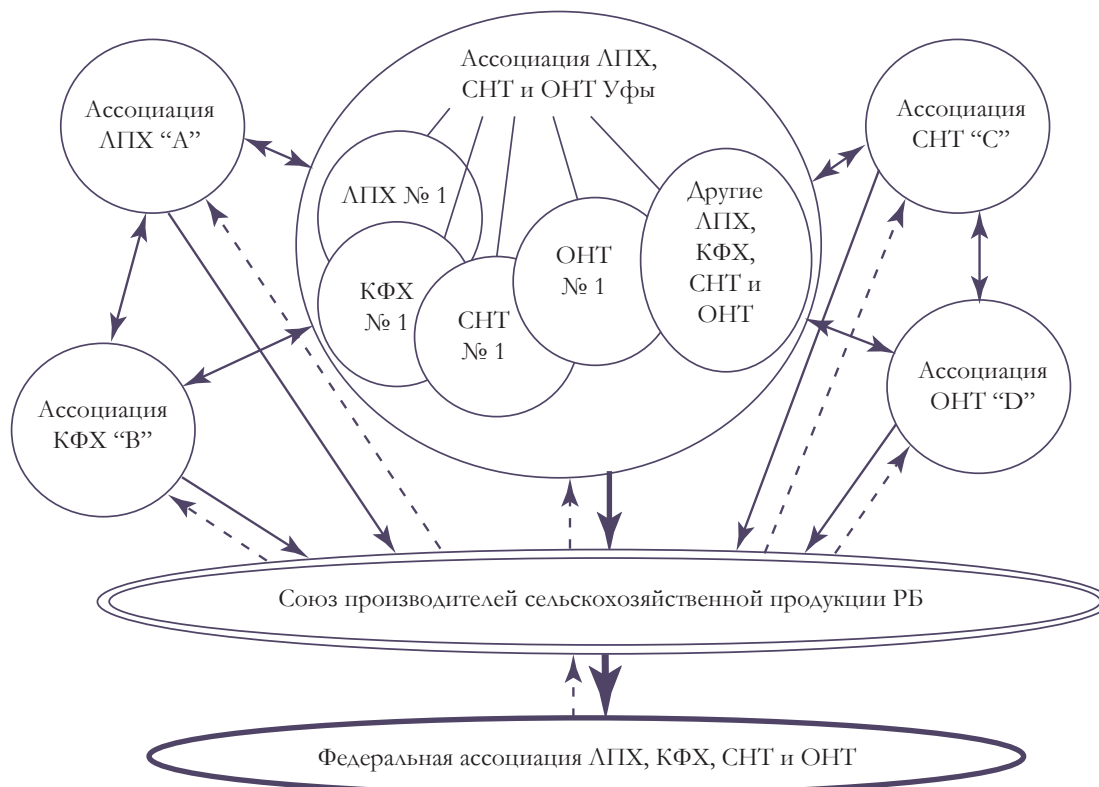 Ассоциация ЛПХ,
СНТ и ОНТ Уфы
Ассоциация
ЛПХ “А”
Ассоциация
СНТ “С”
ЛПХ № 1
КФХ
№ 1
СНТ
№ 1
ОНТ
№ 1
Другие
ЛПХ,
КФХ,
СНТ и
ОНТ
Ассоциация
КФХ “В”
Ассоциация
ОНТ “D”
Союз производителей сельскохозяйственной продукции РБ
Федеральная ассоциация ЛПХ, КФХ, СНТ и ОНТ